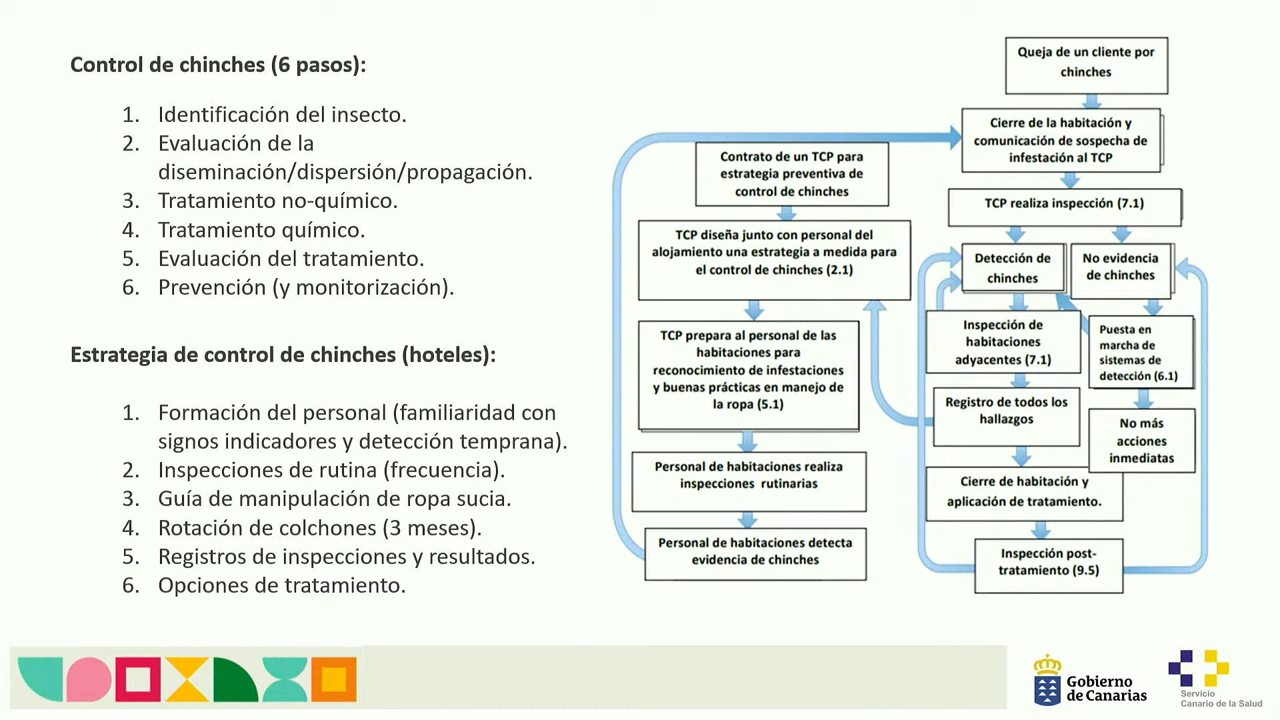 Control de chinches (6 pasos):
1. Identificación del insecto.
2. Evaluación de la
diseminación/dispersión/propagación.
3. Tratamiento no-químico.
4. Tratamiento químico.
5. Evaluación del tratamiento.
6. Prevención (y monitorización).
Estrategia de control de chinches (hoteles):
1. Formación del personal (familiaridad con
signos indicadores y detección temprana).
2. Inspecciones de rutina (frecuencia).
3. Guía de manipulación de ropa sucia.
4. Rotación de colchones (3 meses).
5. Registros de inspecciones y resultados.
6. Opciones de tratamiento.
Contrato de un TCP para
estrategia preventiva de
control de chinches
TCP diseña junto con personal del
alojamiento una estrategia a medida para
el control de chinches (2.1)
TCP prepara al personal de las
habitaciones para
reconocimiento de infestaciones
y buenas prácticas en manejo de
la ropa (5.1)
Personal de habitaciones realiza
inspecciones rutinarias
Personal de habitaciones detecta
evidencia de chinches
Queja de un cliente por
chinches
Cierre de la habitación y
comunicación de sospecha de
infestación al TCP
TCP realiza inspección (7.1)
Detección de
chinches
No evidencia
de chinches
Inspección de
habitaciones
adyacentes (7.1)
Puesta en
marcha de
sistemas de
detección (6.1)
Registro de todos los
hallazgos
No más
acciones
inmediatas
Cierre de habitación y
aplicación de tratamiento.
Inspección post-
tratamiento (9.5)
Gobierno
de Canarias
Servicio
Canario de la Salud